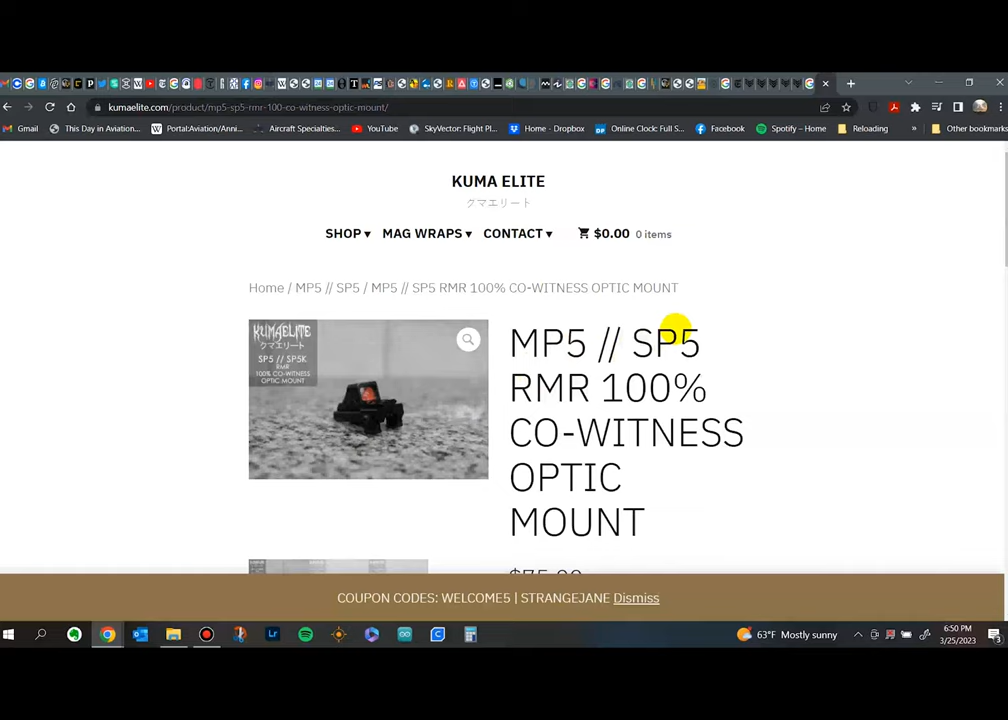 kumaelite.com/product/mp5-sp5-rmr-100-co-witness-optic-mount/
Gmail
This Day in Aviation...
Portal:Aviation/Anni...
Aircraft Specialties...
YouTube
SkyVector: Flight Pl...
Home - Dropbox
Online Clock: Full S...
Facebook
Spotify – Home
Reloading
»
Other bookmarks
KUMA ELITE
クマエリート
SHOP ▾ MAG WRAPS ▾ CONTACT ▾ $0.00 0 items
Home / MP5 // SP5 / MP5 // SP5 RMR 100% CO-WITNESS OPTIC MOUNT
KUMAELITE
クマエリート
SP5 // SP5K
RMR
100% CO-WITNESS
OPTIC MOUNT
MP5 // SP5
RMR 100%
CO-WITNESS
OPTIC
MOUNT
$75.00
COUPON CODES: WELCOME5 | STRANGEJANE Dismiss
63°F Mostly sunny
6:50 PM
3/25/2023